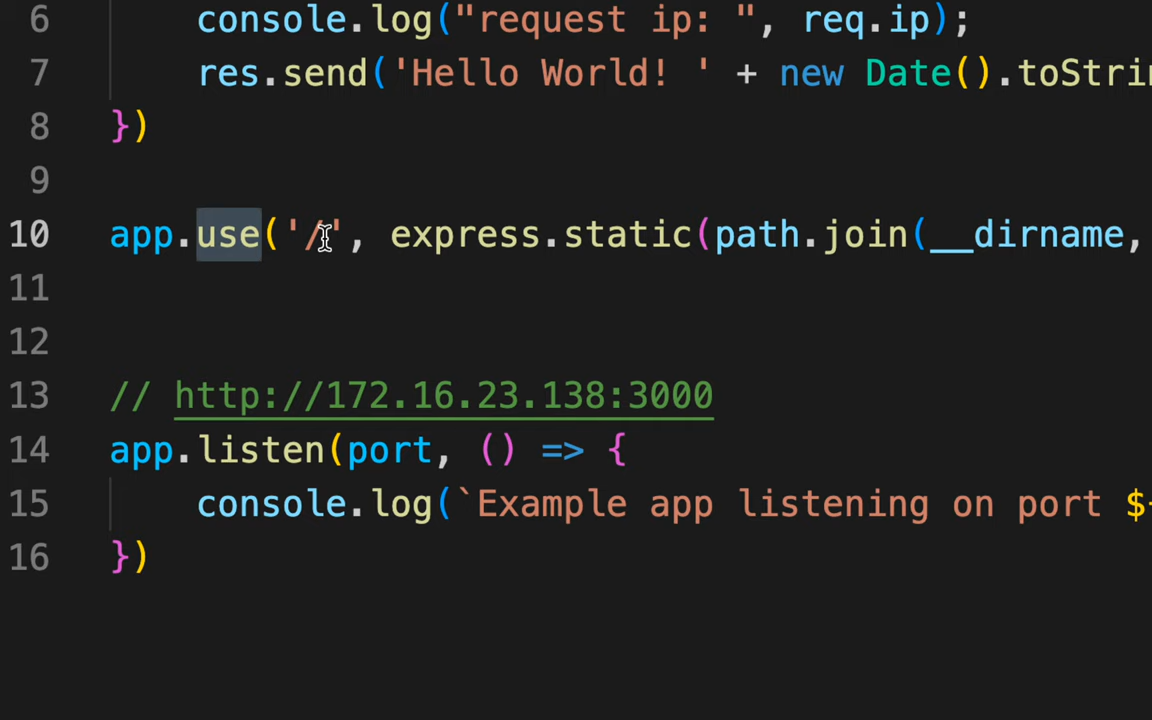 6 console.log("request ip: ", req.ip);
7 res.send('Hello World! ' + new Date().toStrin
8 })
9
10 app.use('/', express.static(path.join(__dirname,
11
12
13 // http://172.16.23.138:3000
14 app.listen(port, () => {
15 console.log(`Example app listening on port $
16 })